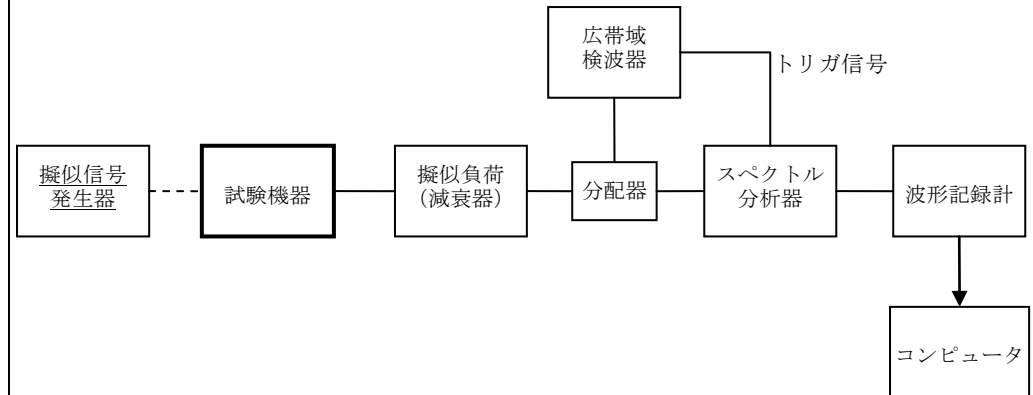 広帯域
検波器
トリガ信号
擬似信号
発生器
試験機器
擬似負荷
（減衰器）
分配器
スペクトル
分析器
波形記録計
コンピュータ